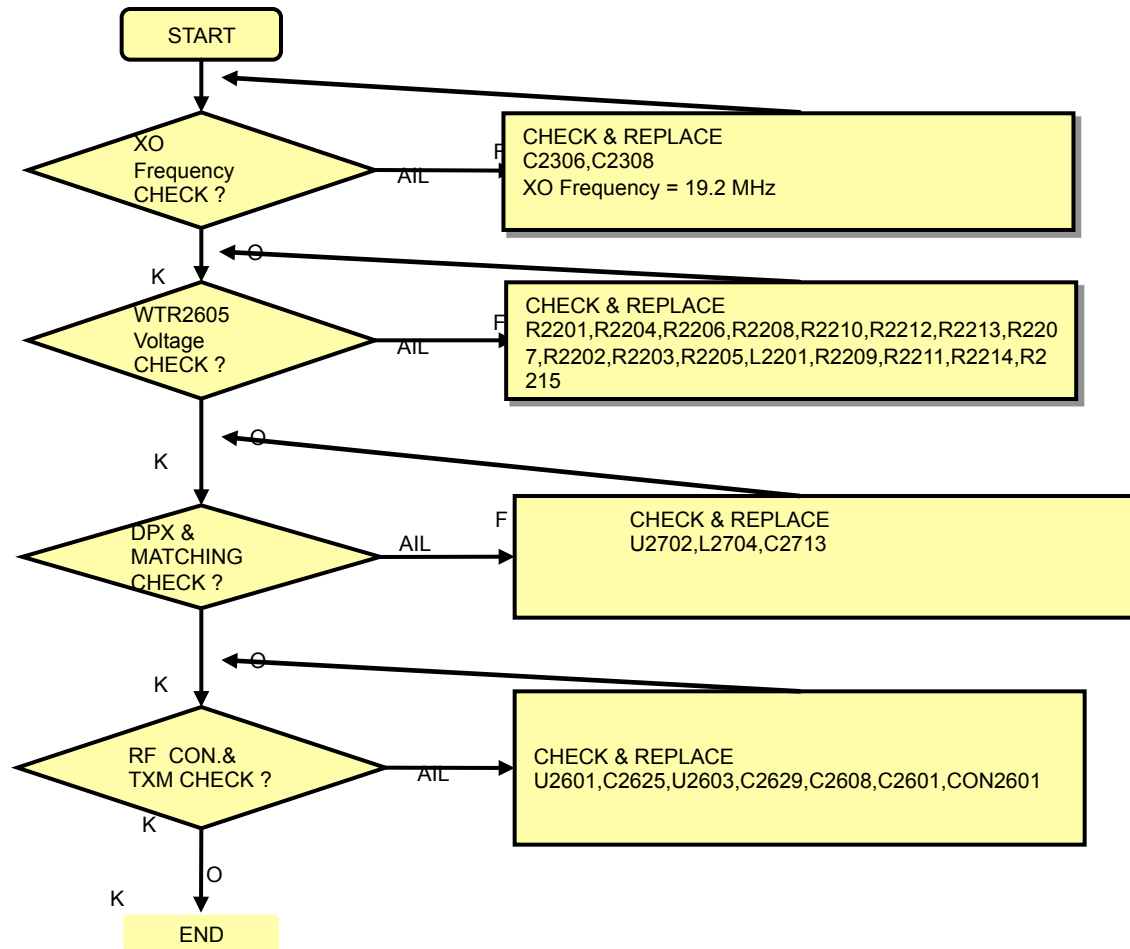 START
XO
Frequency
CHECK ?
F
AIL
CHECK & REPLACE
C2306,C2308
XO Frequency = 19.2 MHz
O
K
WTR2605
Voltage
CHECK ?
F
AIL
CHECK & REPLACE
R2201,R2204,R2206,R2208,R2210,R2212,R2213,R220
7,R2202,R2203,R2205,L2201,R2209,R2211,R2214,R2
215
O
K
DPX &
MATCHING
CHECK ?
F
AIL
CHECK & REPLACE
U2702,L2704,C2713
O
K
RF CON.&
TXM CHECK ?
AIL
CHECK & REPLACE
U2601,C2625,U2603,C2629,C2608,C2601,CON2601
K
O
K
END